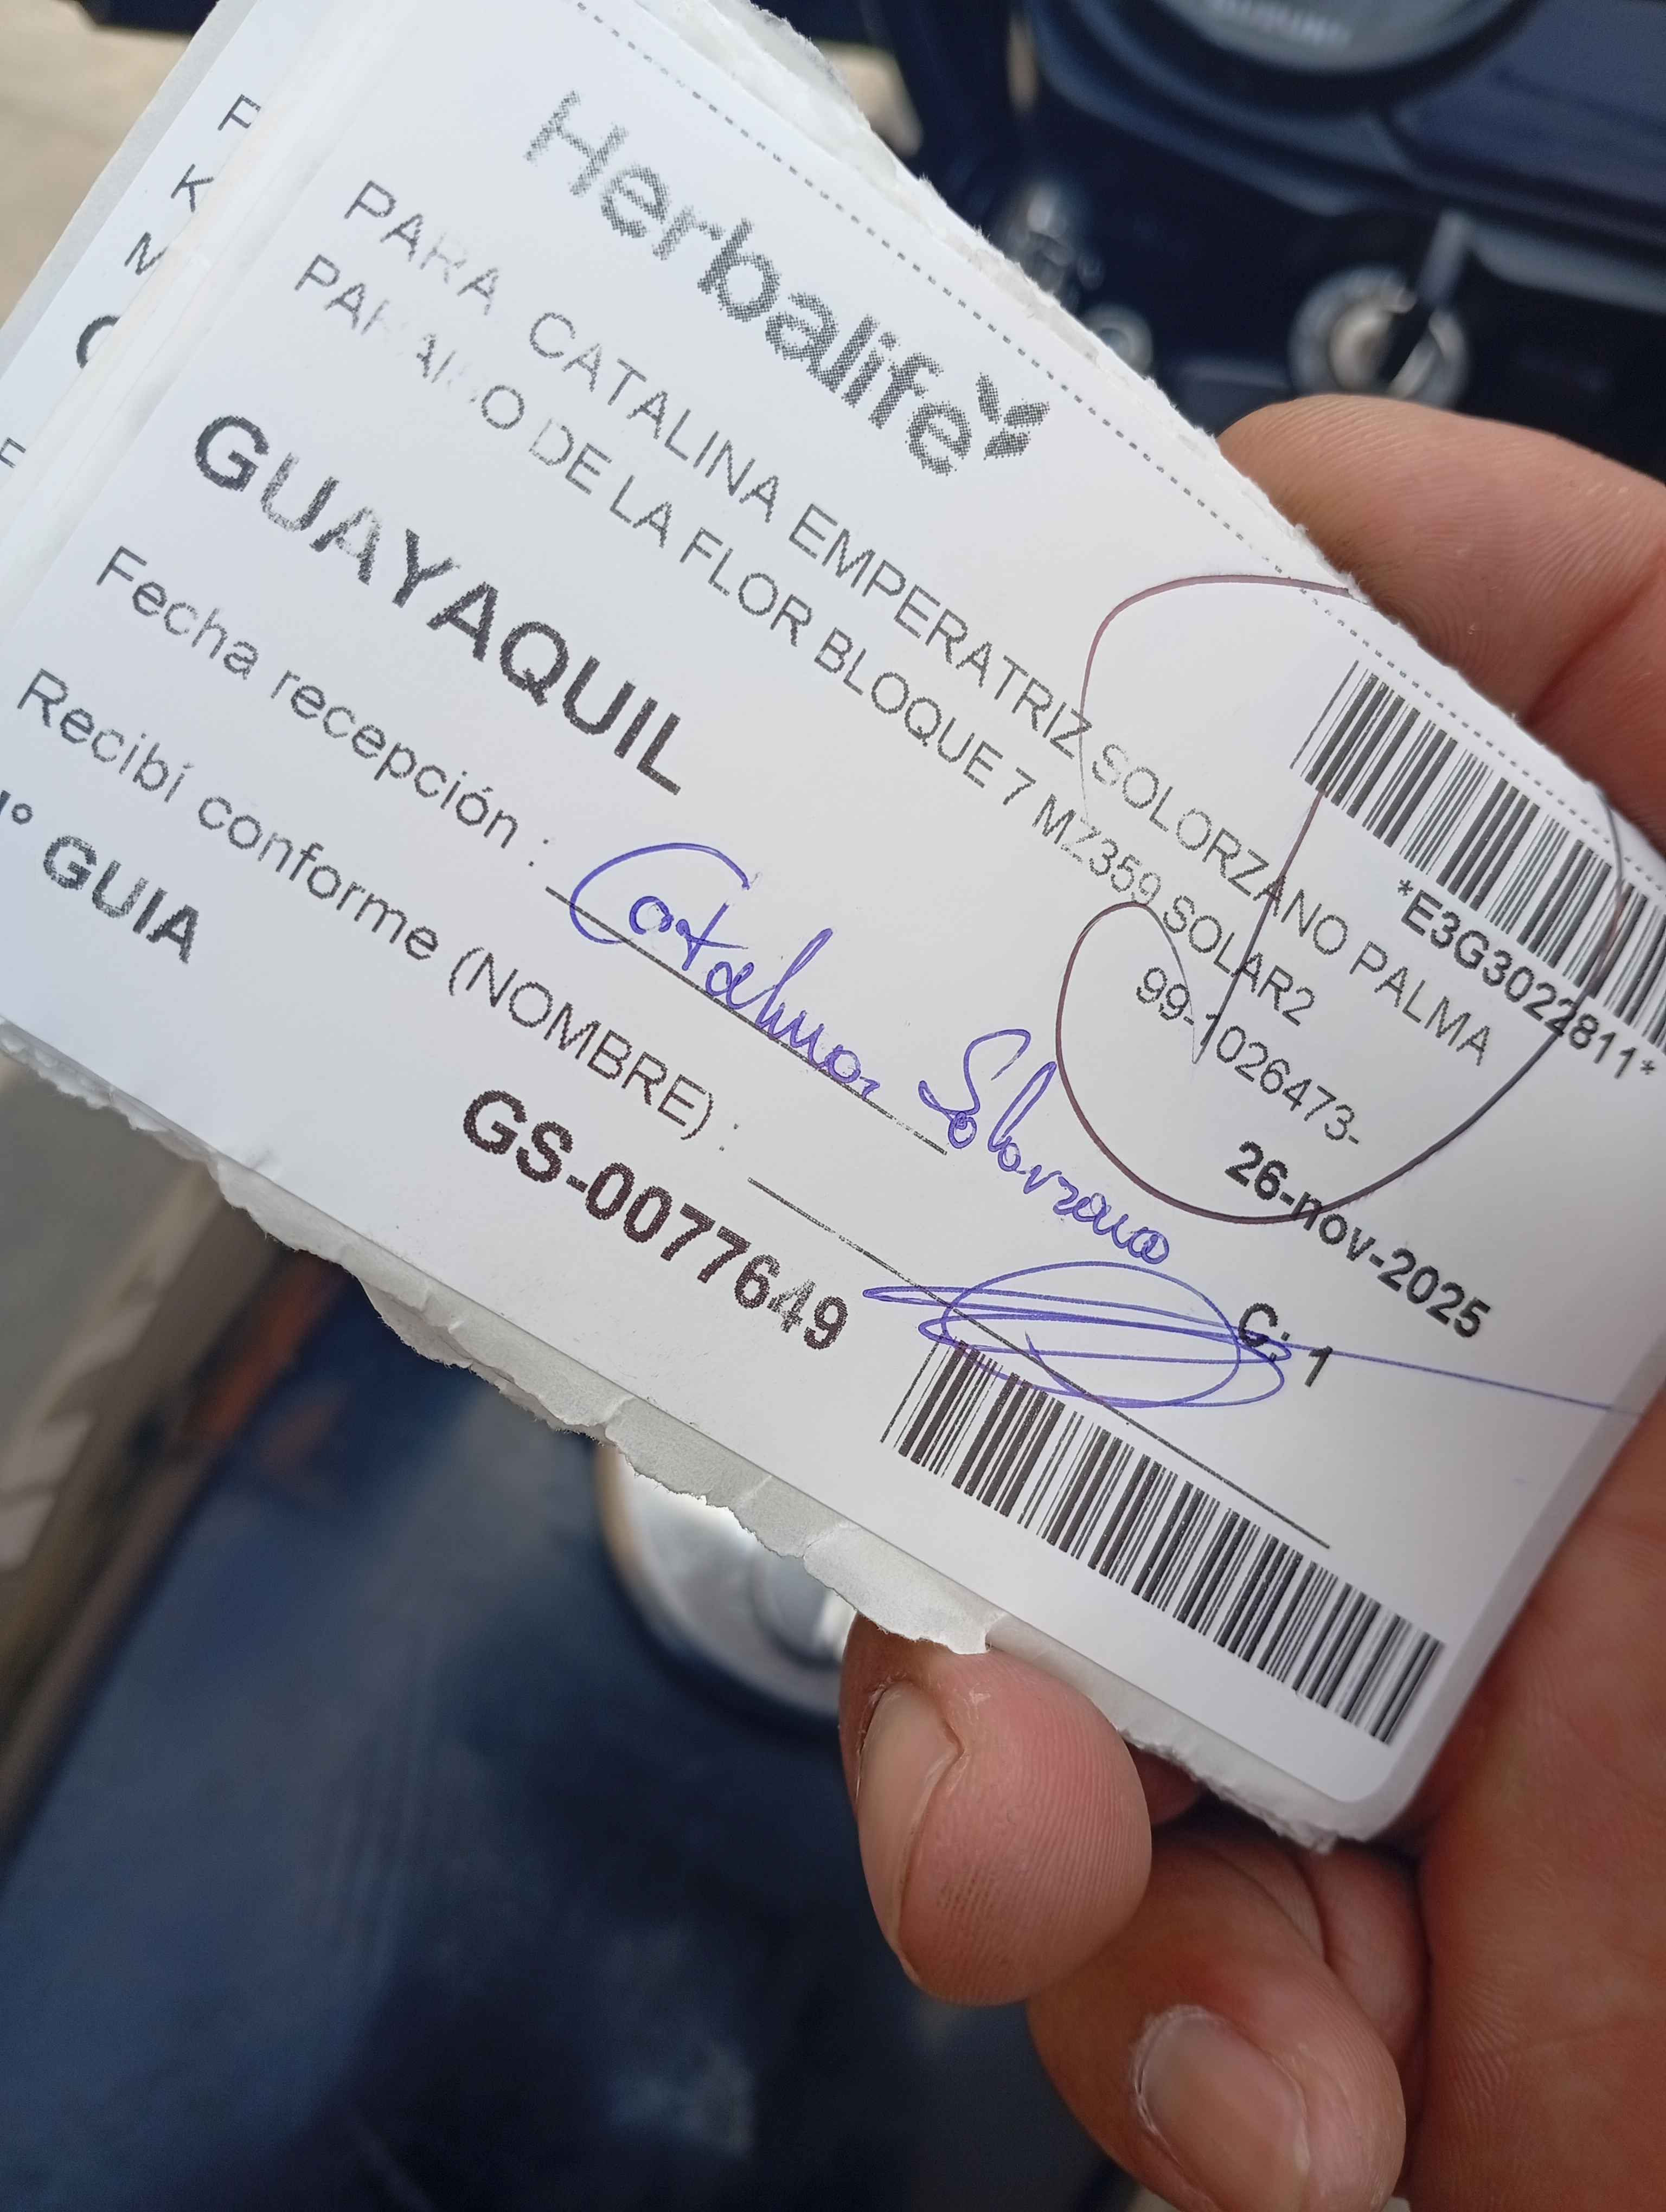 Herbalife
*E3G3022811*
PARA CATALINA EMPERATRIZ SOLORZANO PALMA
PARAISO DE LA FLOR BLOQUE 7 MZ359 SOLAR2
99-1026473-
GUAYAQUIL
26-nov-2025
Fecha recepción : Catalina Solorzano
C: 1
Recibí conforme (NOMBRE) :
N° GUIA GS-0077649